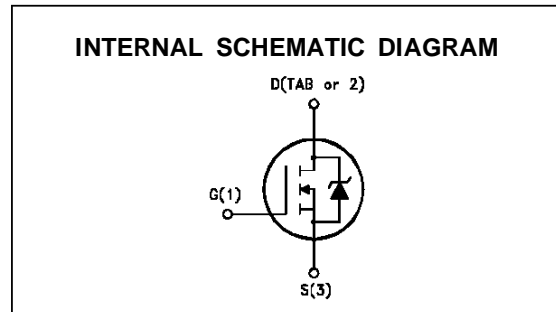 INTERNAL SCHEMATIC DIAGRAM
D(TAB or 2)
G(1)
S(3)